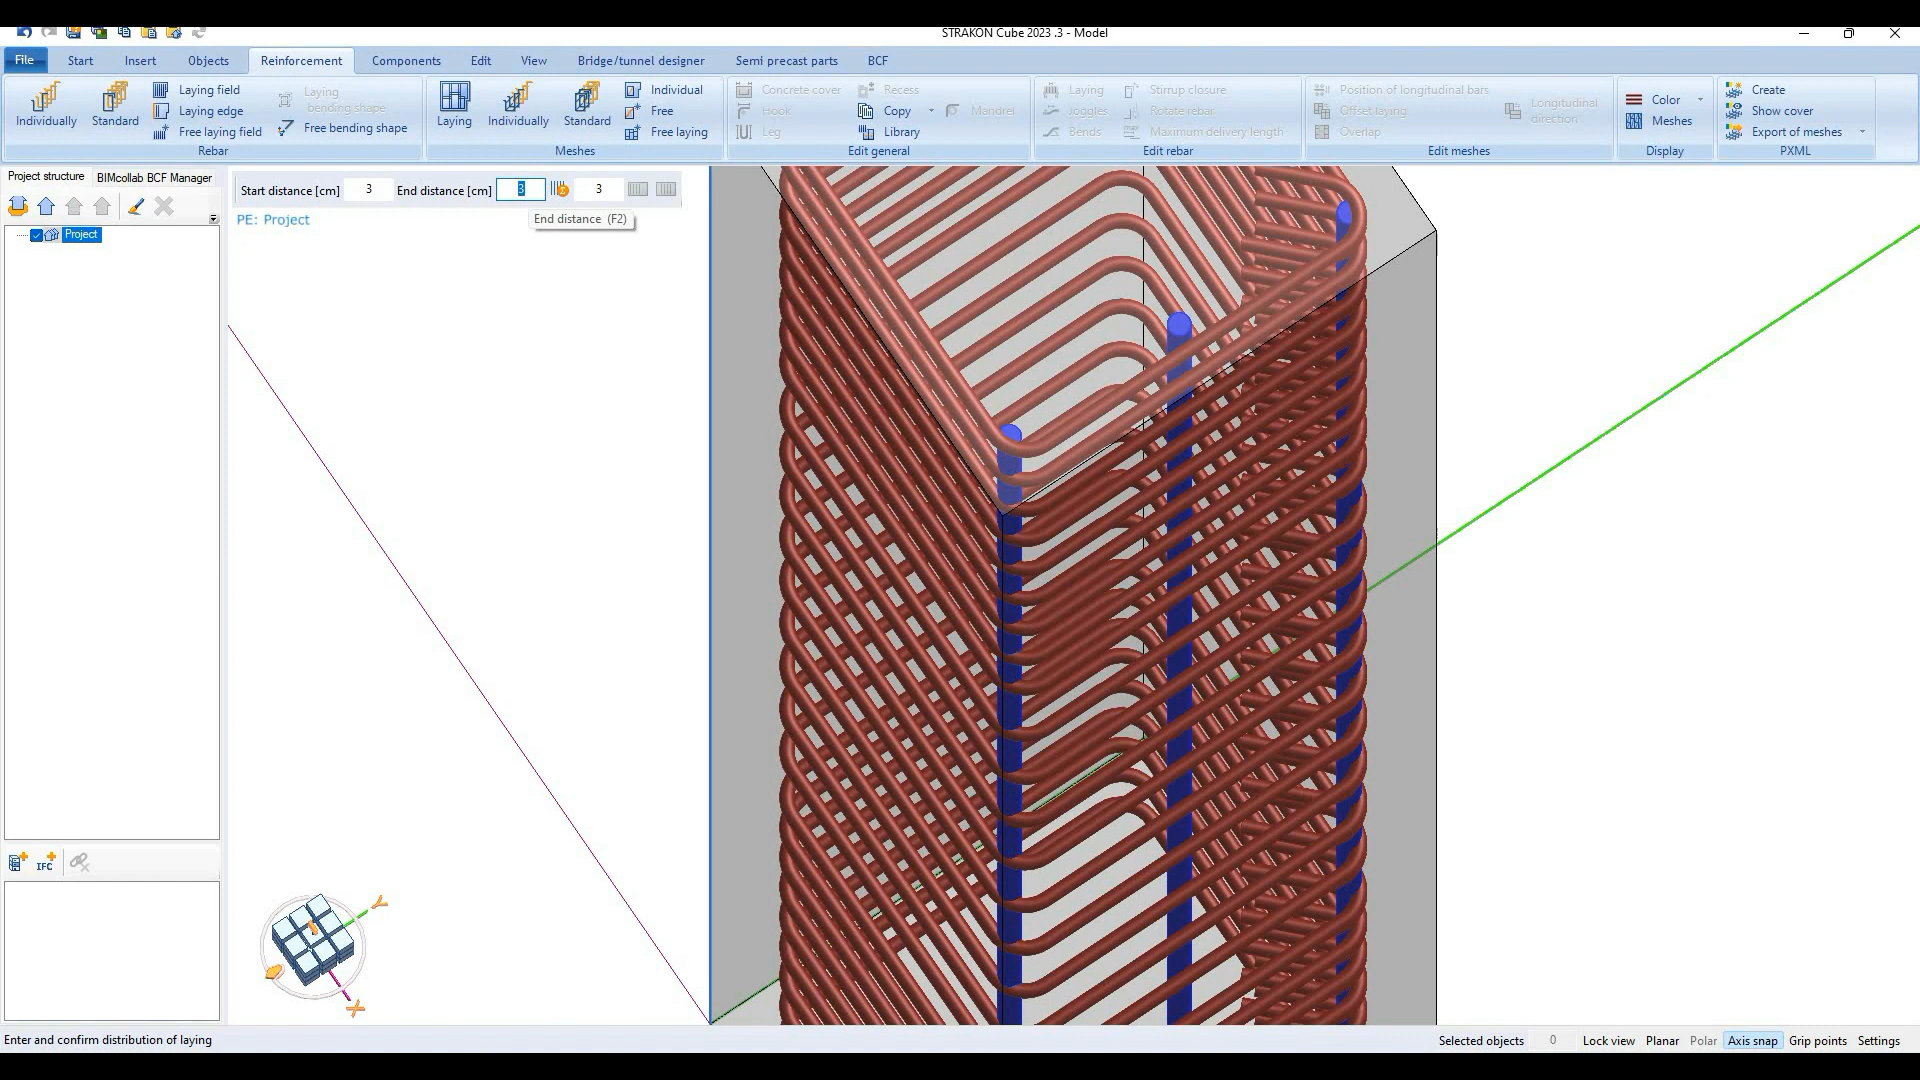 STRAKON Cube 2023 .3 - Model
File Start Insert Objects Reinforcement Components Edit View Bridge/tunnel designer Semi precast parts BCF
Individually
Standard
Laying field
Laying edge
Free laying field
Laying
bending shape
Free bending shape
Rebar
Laying
Individually
Standard
Individual
Free
Free laying
Meshes
Concrete cover
Hook
Leg
Recess
Copy
Library
Mandrel
Edit general
Laying
Joggles
Bends
Stirrup closure
Rotate rebar
Maximum delivery length
Edit rebar
Position of longitudinal bars
Offset laying
Overlap
Longitudinal
direction
Edit meshes
Color
Meshes
Display
Create
Show cover
Export of meshes
PXML
Project structure BIMcollab BCF Manager
Project
IFC
Start distance [cm] 3 End distance [cm] 3 3
End distance (F2)
PE: Project
Y
X
Enter and confirm distribution of laying
Selected objects 0 Lock view Planar Polar Axis snap Grip points Settings